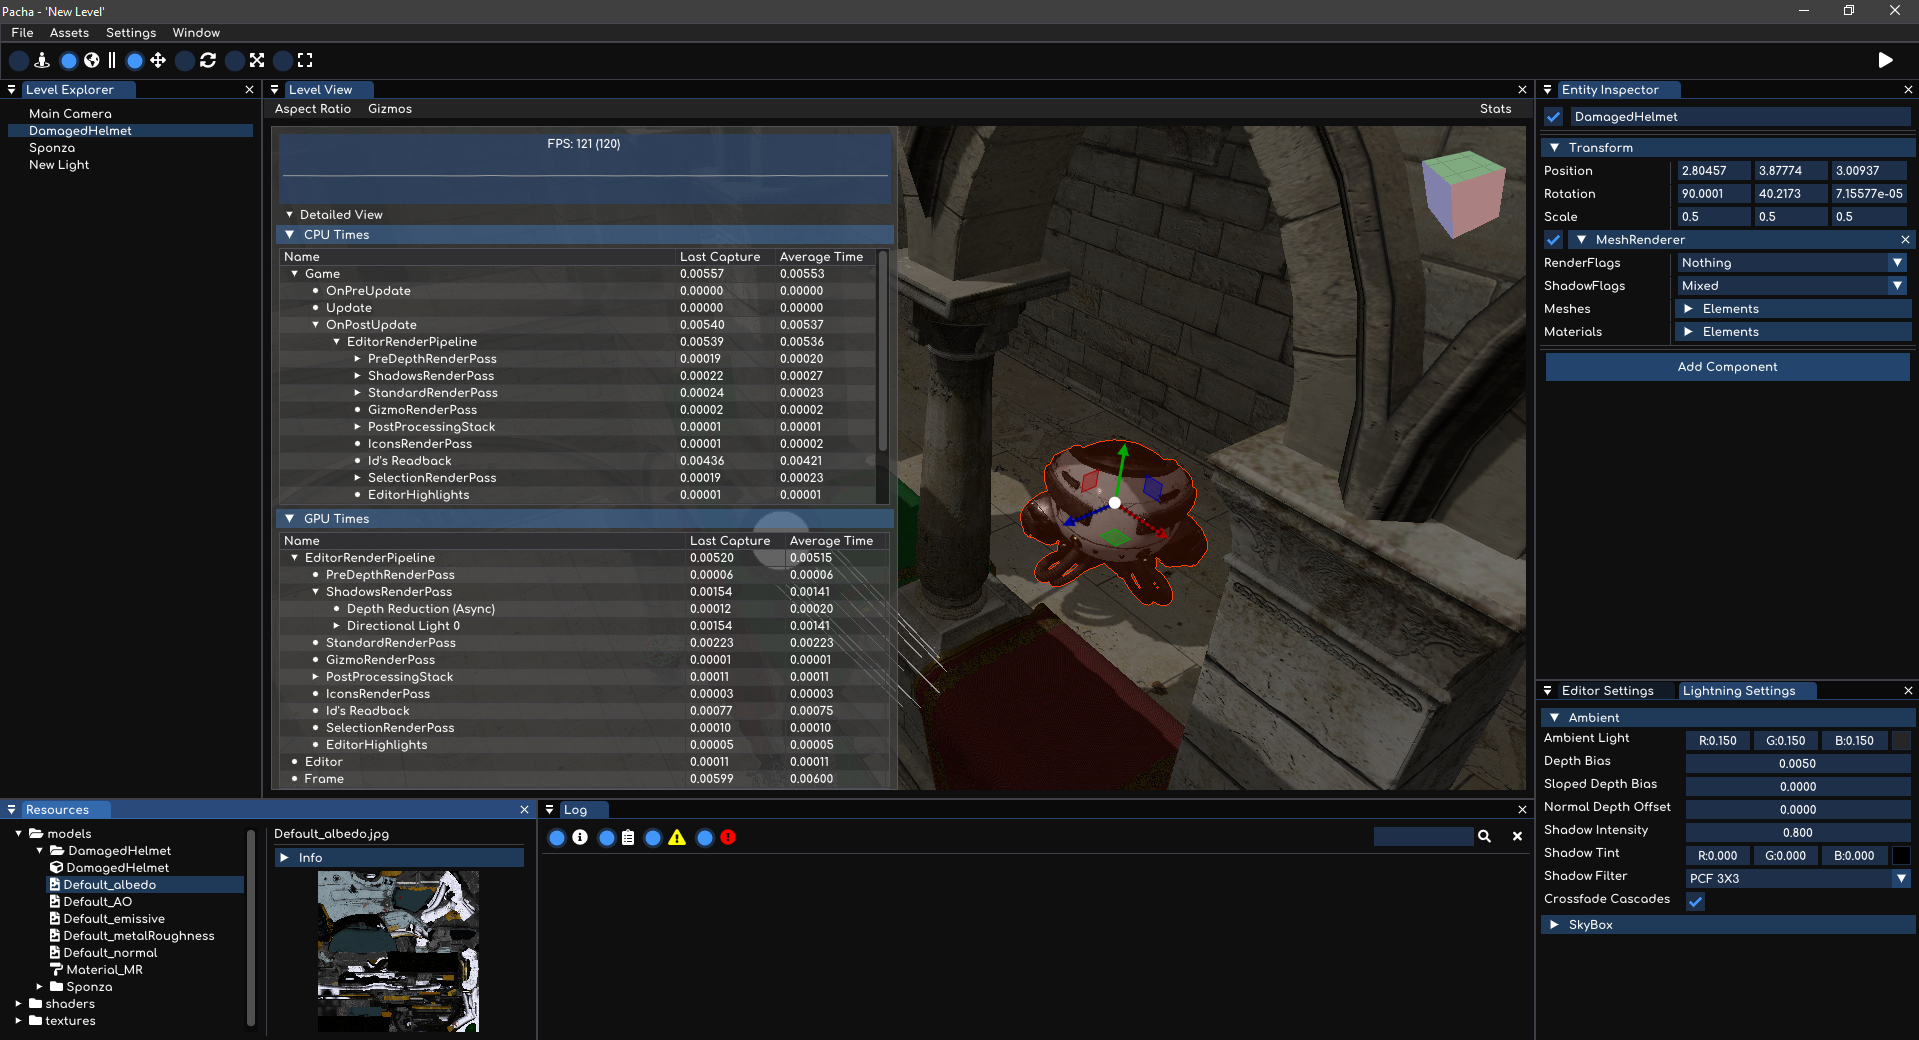 Pacha - 'New Level'
File Assets Settings Window
Level Explorer
Main Camera
DamagedHelmet
Sponza
New Light
Level View
Aspect Ratio Gizmos Stats
FPS: 121 (120)
Detailed View
CPU Times
Name Last Capture Average Time
Game 0.00557 0.00553
OnPreUpdate 0.00000 0.00000
Update 0.00000 0.00000
OnPostUpdate 0.00540 0.00537
EditorRenderPipeline 0.00539 0.00536
PreDepthRenderPass 0.00019 0.00020
ShadowsRenderPass 0.00022 0.00027
StandardRenderPass 0.00024 0.00023
GizmoRenderPass 0.00002 0.00002
PostProcessingStack 0.00001 0.00001
IconsRenderPass 0.00001 0.00002
Id's Readback 0.00436 0.00421
SelectionRenderPass 0.00019 0.00023
EditorHighlights 0.00001 0.00001
GPU Times
Name Last Capture Average Time
EditorRenderPipeline 0.00520 0.00515
PreDepthRenderPass 0.00006 0.00006
ShadowsRenderPass 0.00154 0.00141
Depth Reduction (Async) 0.00012 0.00020
Directional Light 0 0.00154 0.00141
StandardRenderPass 0.00223 0.00223
GizmoRenderPass 0.00001 0.00001
PostProcessingStack 0.00011 0.00011
IconsRenderPass 0.00003 0.00003
Id's Readback 0.00077 0.00075
SelectionRenderPass 0.00010 0.00010
EditorHighlights 0.00005 0.00005
Editor 0.00011 0.00011
Frame 0.00599 0.00600
Entity Inspector
DamagedHelmet
Transform
Position 2.80457 3.87774 3.00937
Rotation 90.0001 40.2173 7.15577e-05
Scale 0.5 0.5 0.5
MeshRenderer
RenderFlags Nothing
ShadowFlags Mixed
Meshes Elements
Materials Elements
Add Component
Editor Settings Lightning Settings
Ambient
Ambient Light R:0.150 G:0.150 B:0.150
Depth Bias 0.0050
Sloped Depth Bias 0.0000
Normal Depth Offset 0.0000
Shadow Intensity 0.800
Shadow Tint R:0.000 G:0.000 B:0.000
Shadow Filter PCF 3X3
Crossfade Cascades
SkyBox
Resources
models
DamagedHelmet
DamagedHelmet
Default_albedo
Default_AO
Default_emissive
Default_metalRoughness
Default_normal
Material_MR
Sponza
shaders
textures
Default_albedo.jpg
Info
Log